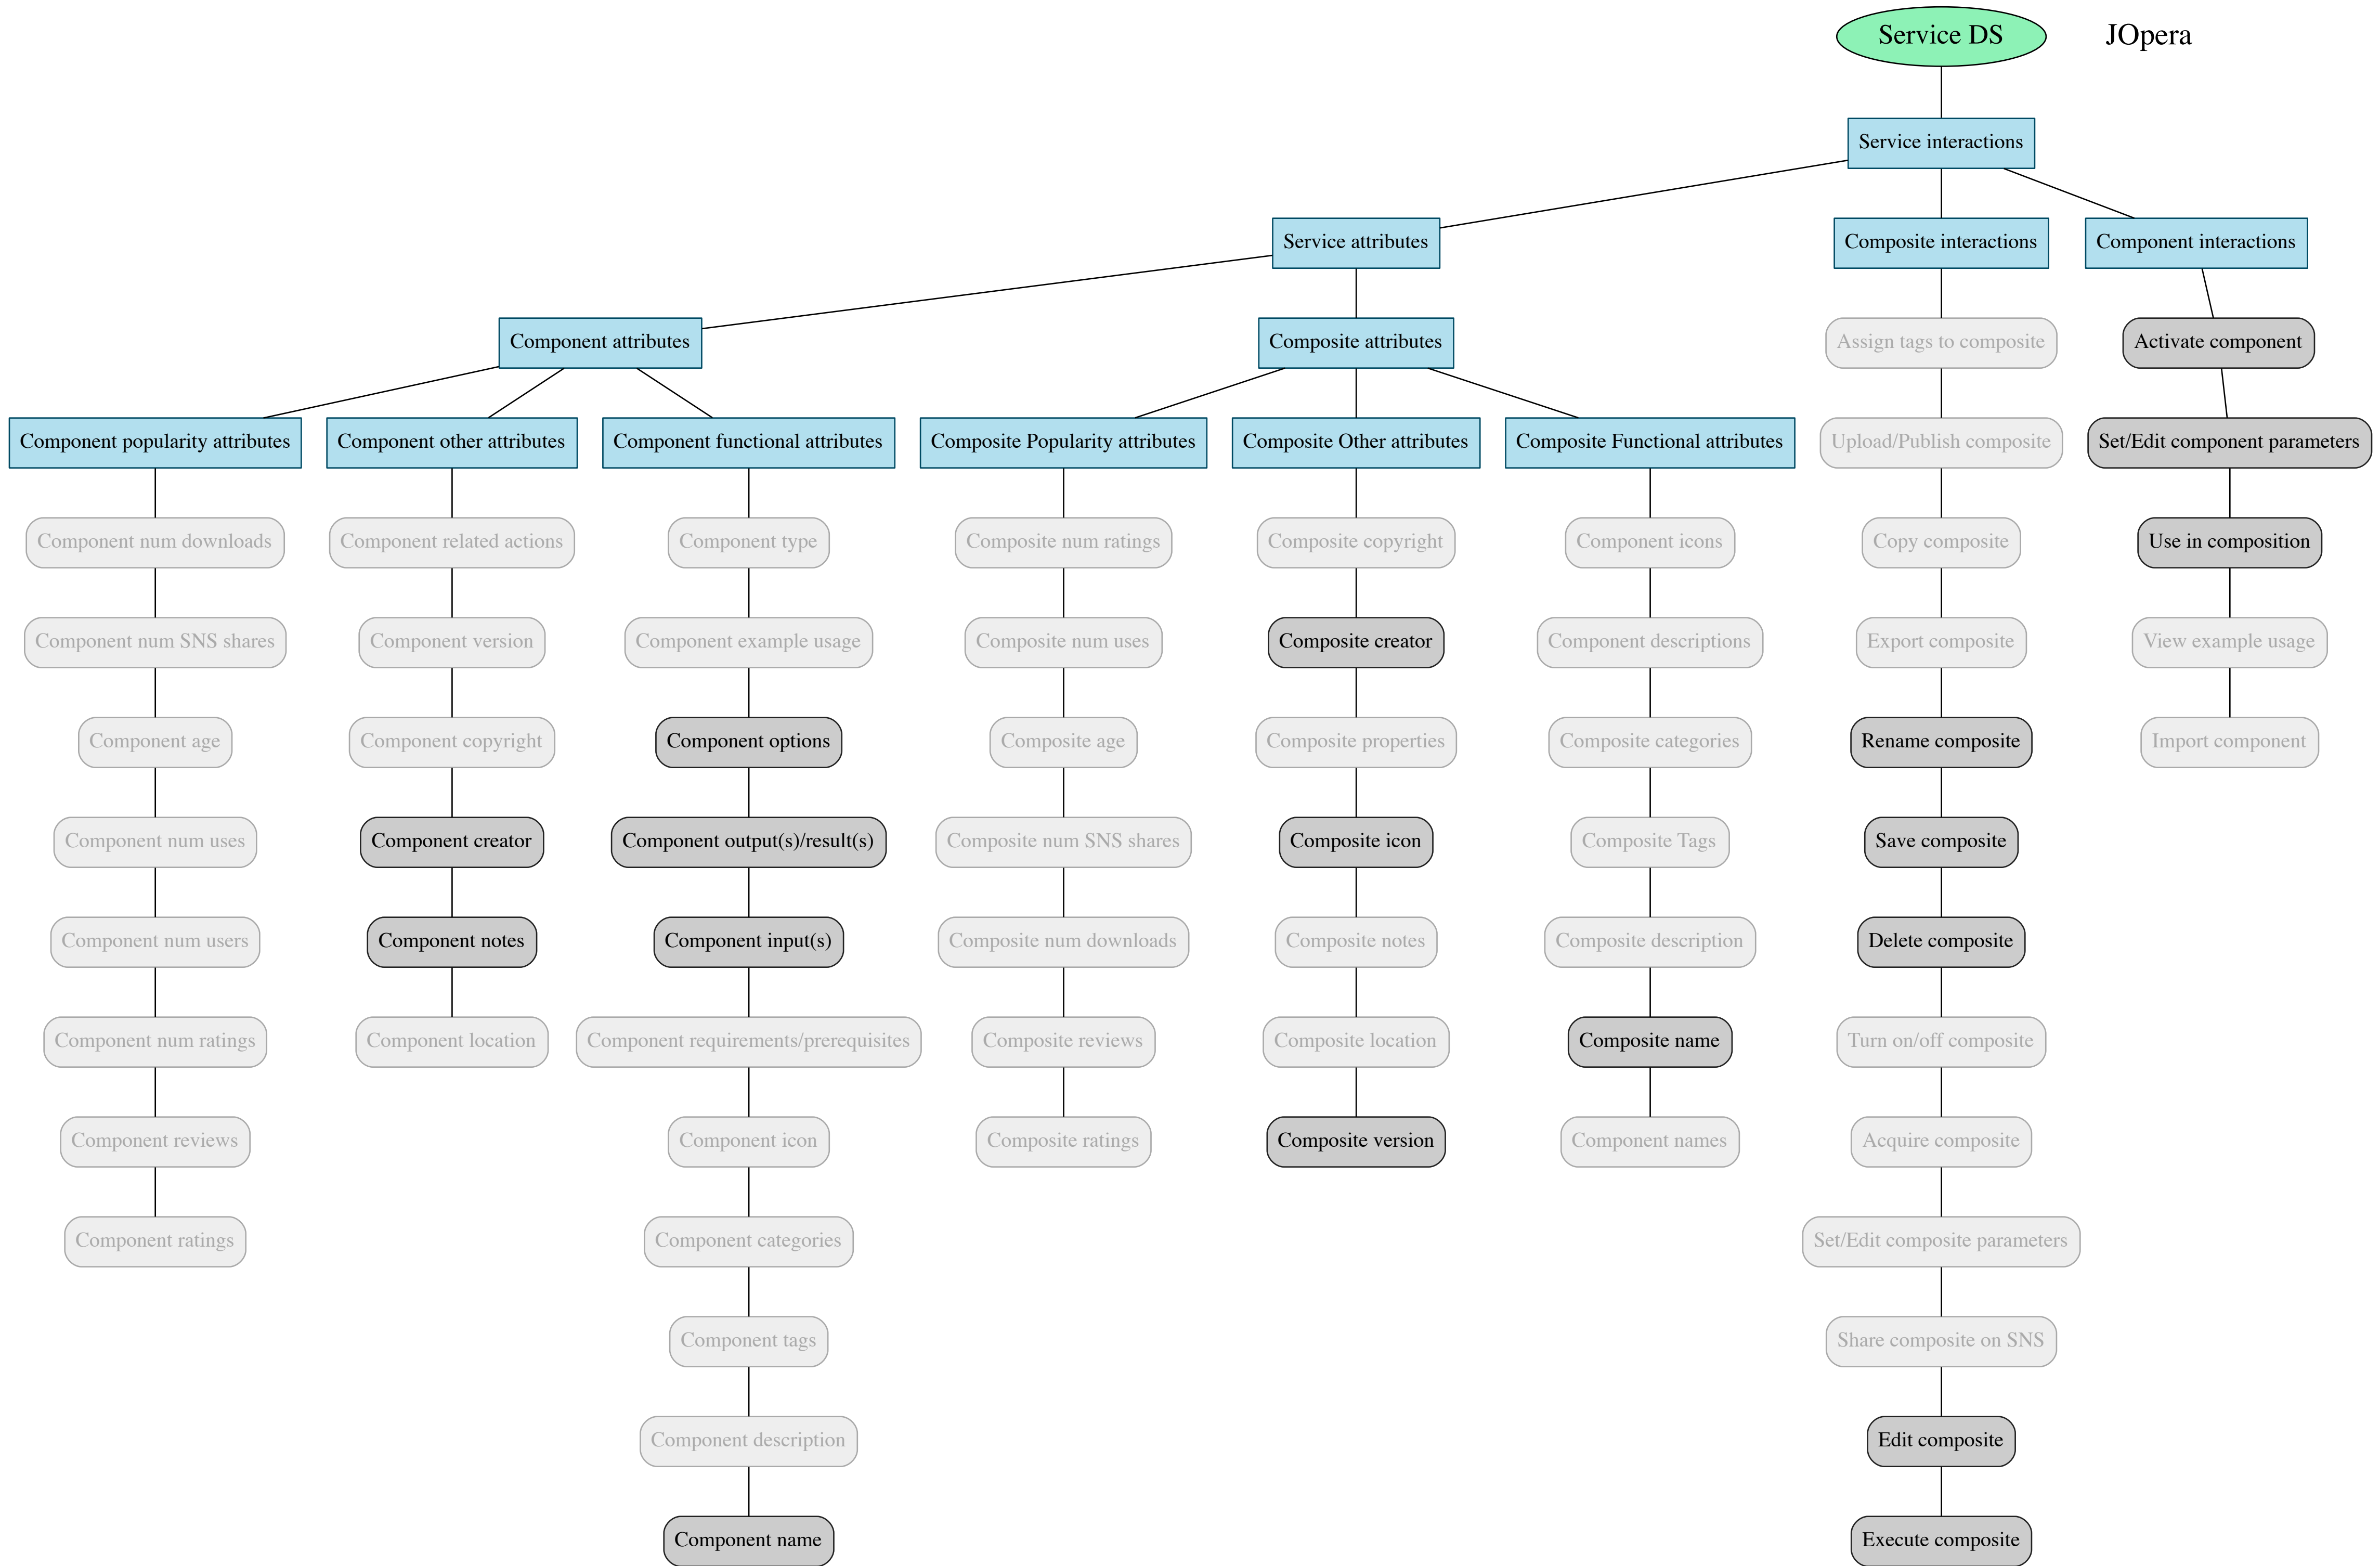 Service DS
JOpera
Service interactions
Service attributes
Composite interactions
Component interactions
Component attributes
Composite attributes
Assign tags to composite
Activate component
Component popularity attributes
Component other attributes
Component functional attributes
Composite Popularity attributes
Composite Other attributes
Composite Functional attributes
Upload/Publish composite
Set/Edit component parameters
Component num downloads
Component related actions
Component type
Composite num ratings
Composite copyright
Component icons
Copy composite
Use in composition
Component num SNS shares
Component version
Component example usage
Composite num uses
Composite creator
Component descriptions
Export composite
View example usage
Component age
Component copyright
Component options
Composite age
Composite properties
Composite categories
Rename composite
Import component
Component num uses
Component creator
Component output(s)/result(s)
Composite num SNS shares
Composite icon
Composite Tags
Save composite
Component num users
Component notes
Component input(s)
Composite num downloads
Composite notes
Composite description
Delete composite
Component num ratings
Component location
Component requirements/prerequisites
Composite reviews
Composite location
Composite name
Turn on/off composite
Component reviews
Component icon
Composite ratings
Composite version
Component names
Acquire composite
Component ratings
Component categories
Set/Edit composite parameters
Component tags
Share composite on SNS
Component description
Edit composite
Component name
Execute composite